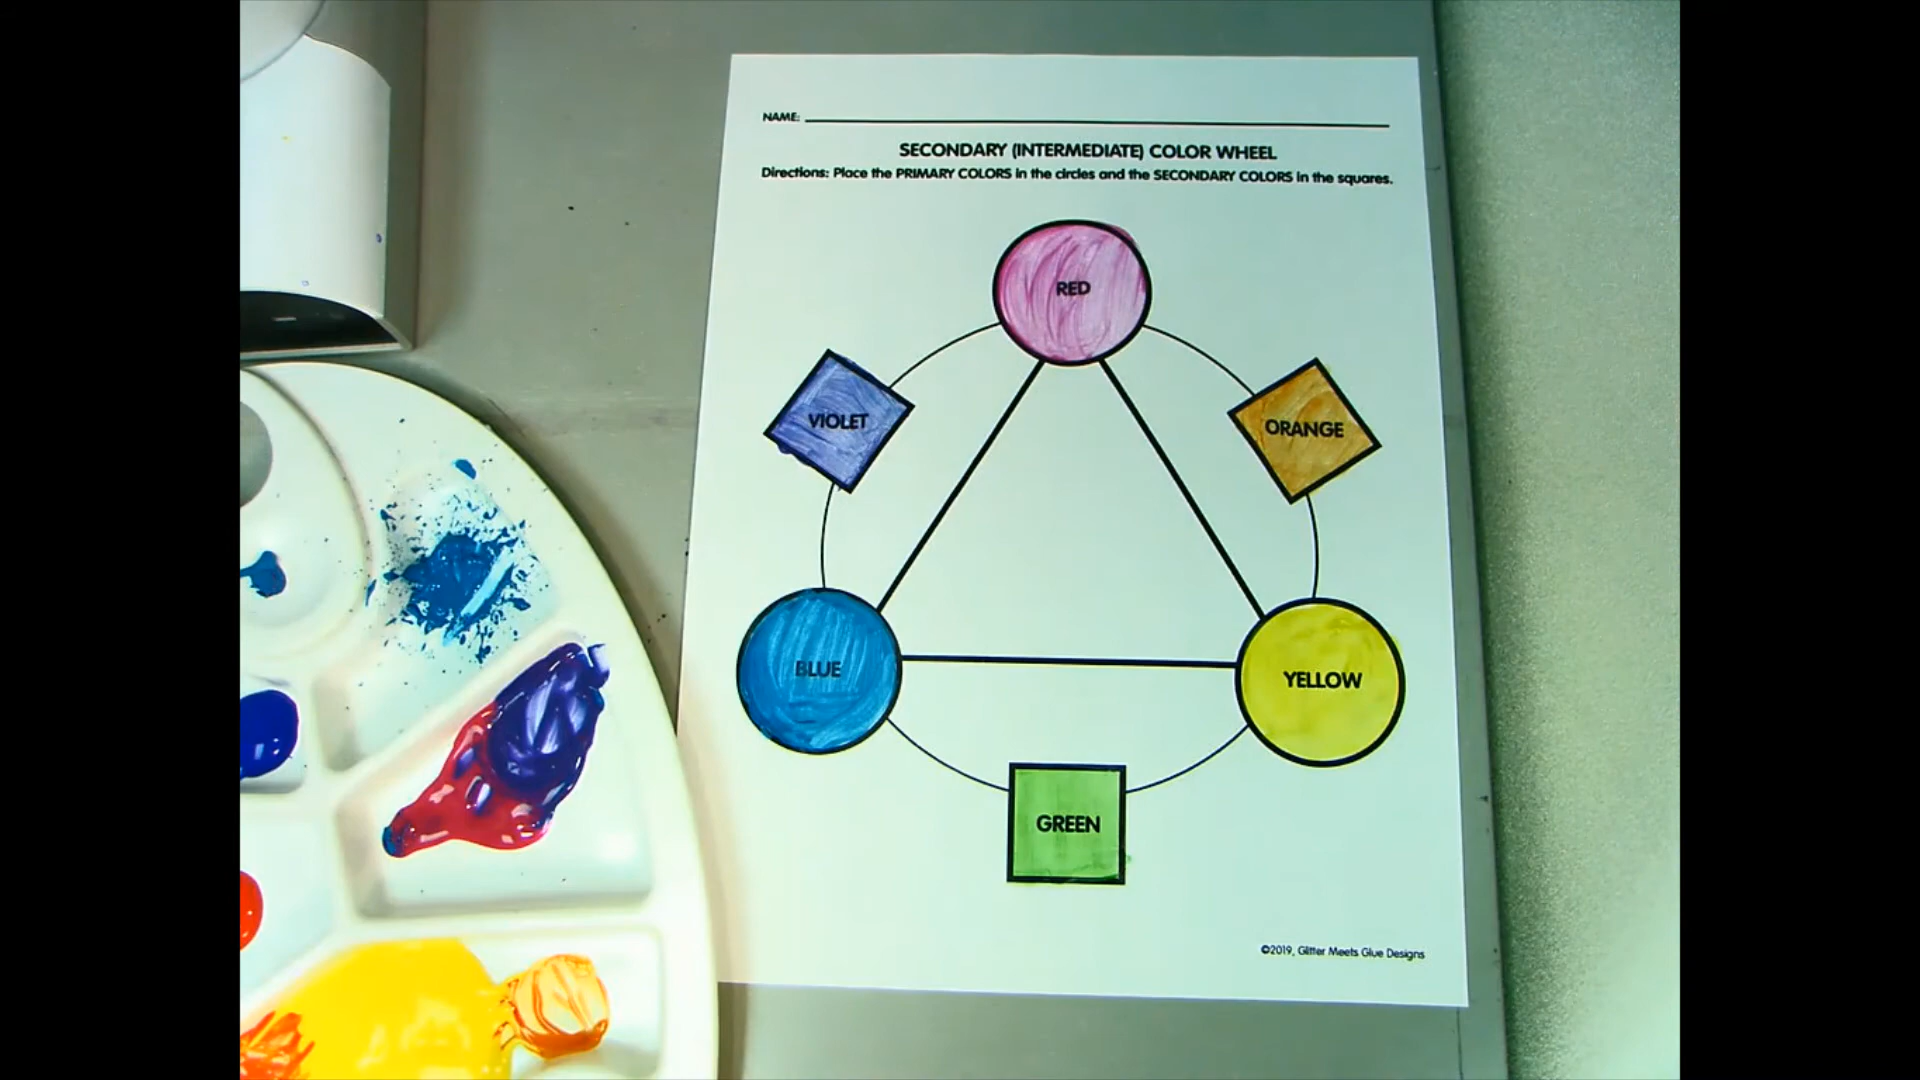 NAME:
SECONDARY (INTERMEDIATE) COLOR WHEEL
Directions: Place the PRIMARY COLORS in the circles and the SECONDARY COLORS in the squares.
RED
VIOLET
ORANGE
BLUE
YELLOW
GREEN
©2019, Glitter Meets Glue Designs